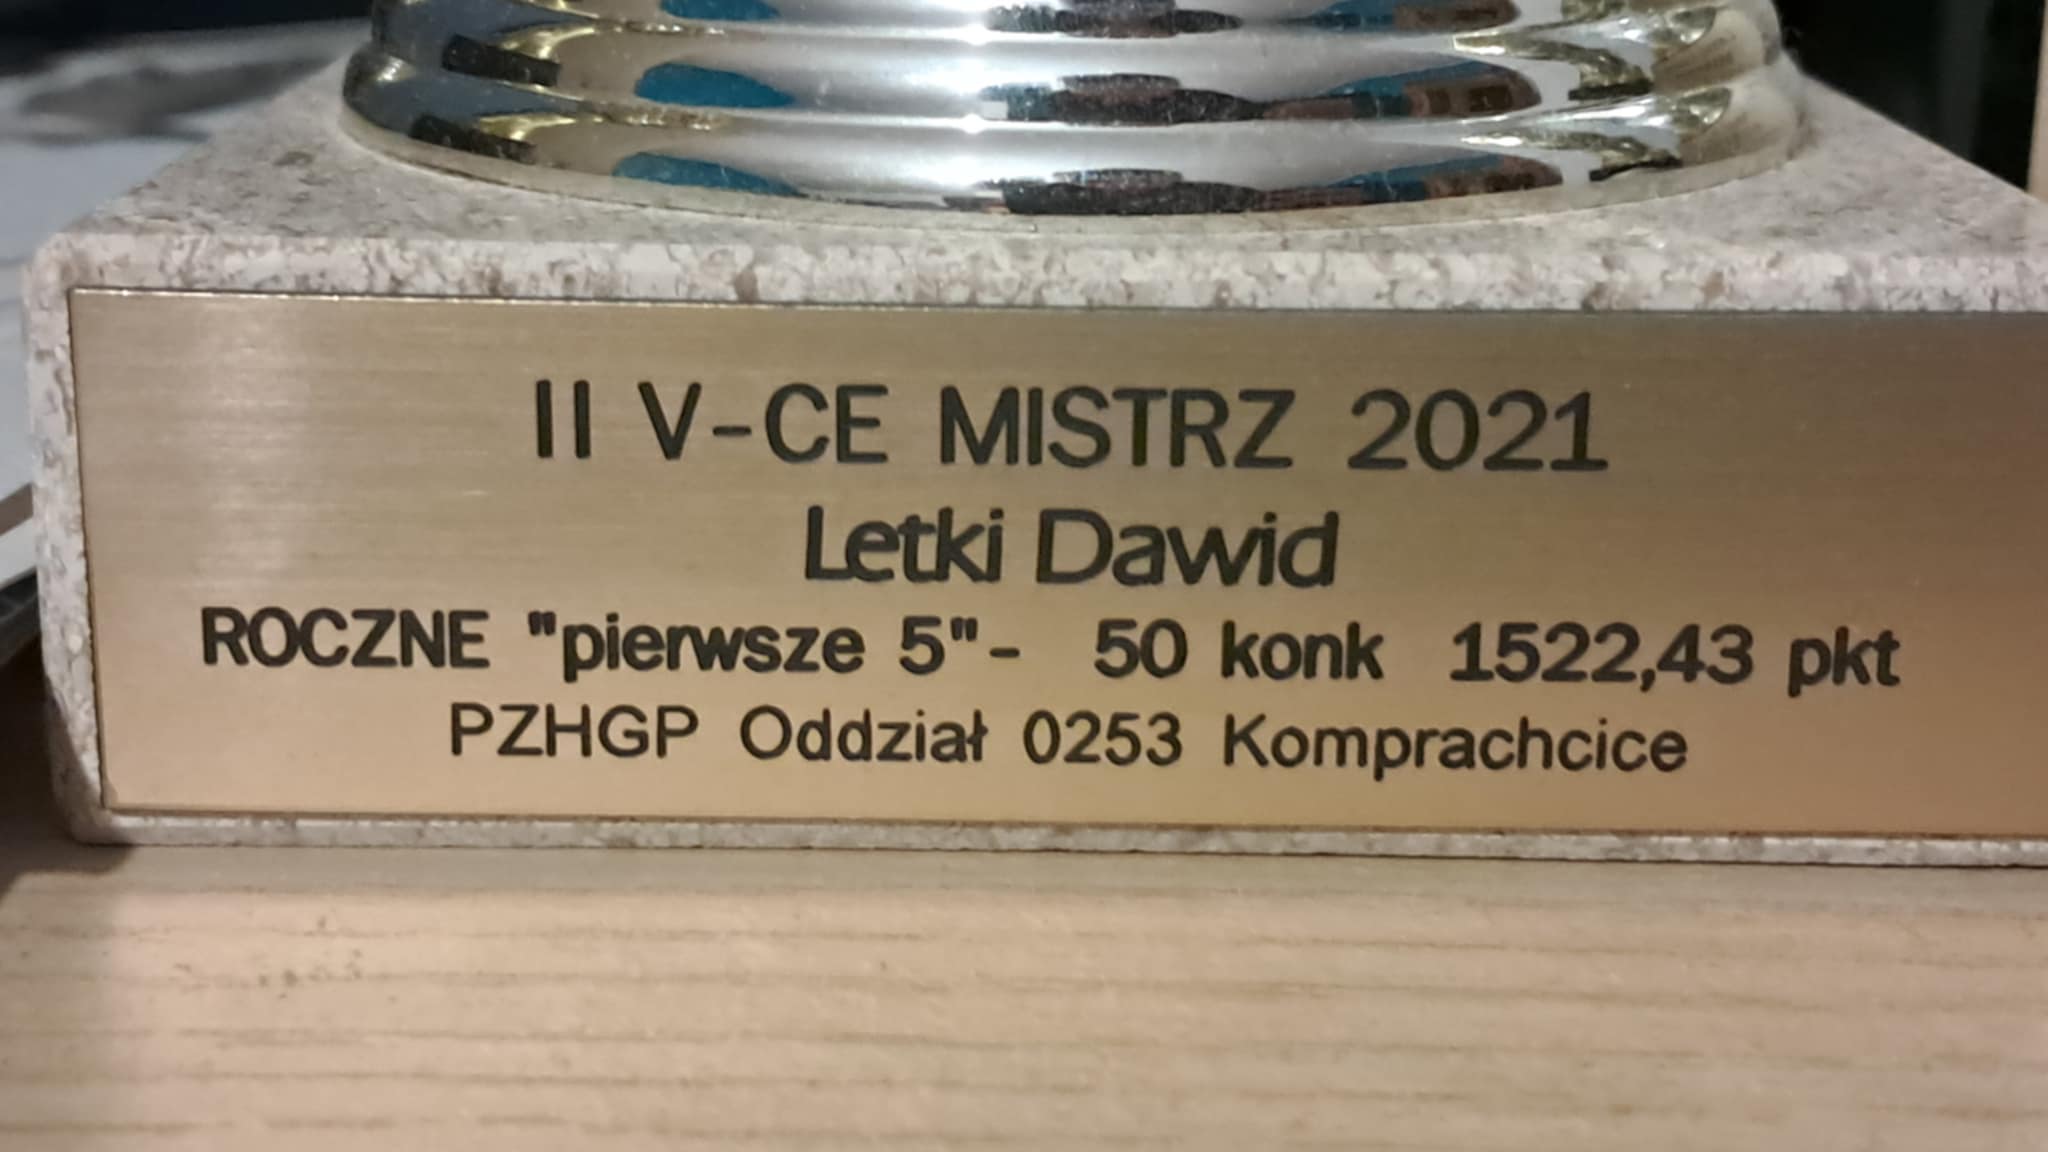 II V-CE MISTRZ 2021
Letki Dawid
ROCZNE "pierwsze 5"- 50 konk 1522,43 pkt
PZHGP Oddział 0253 Komprachcice